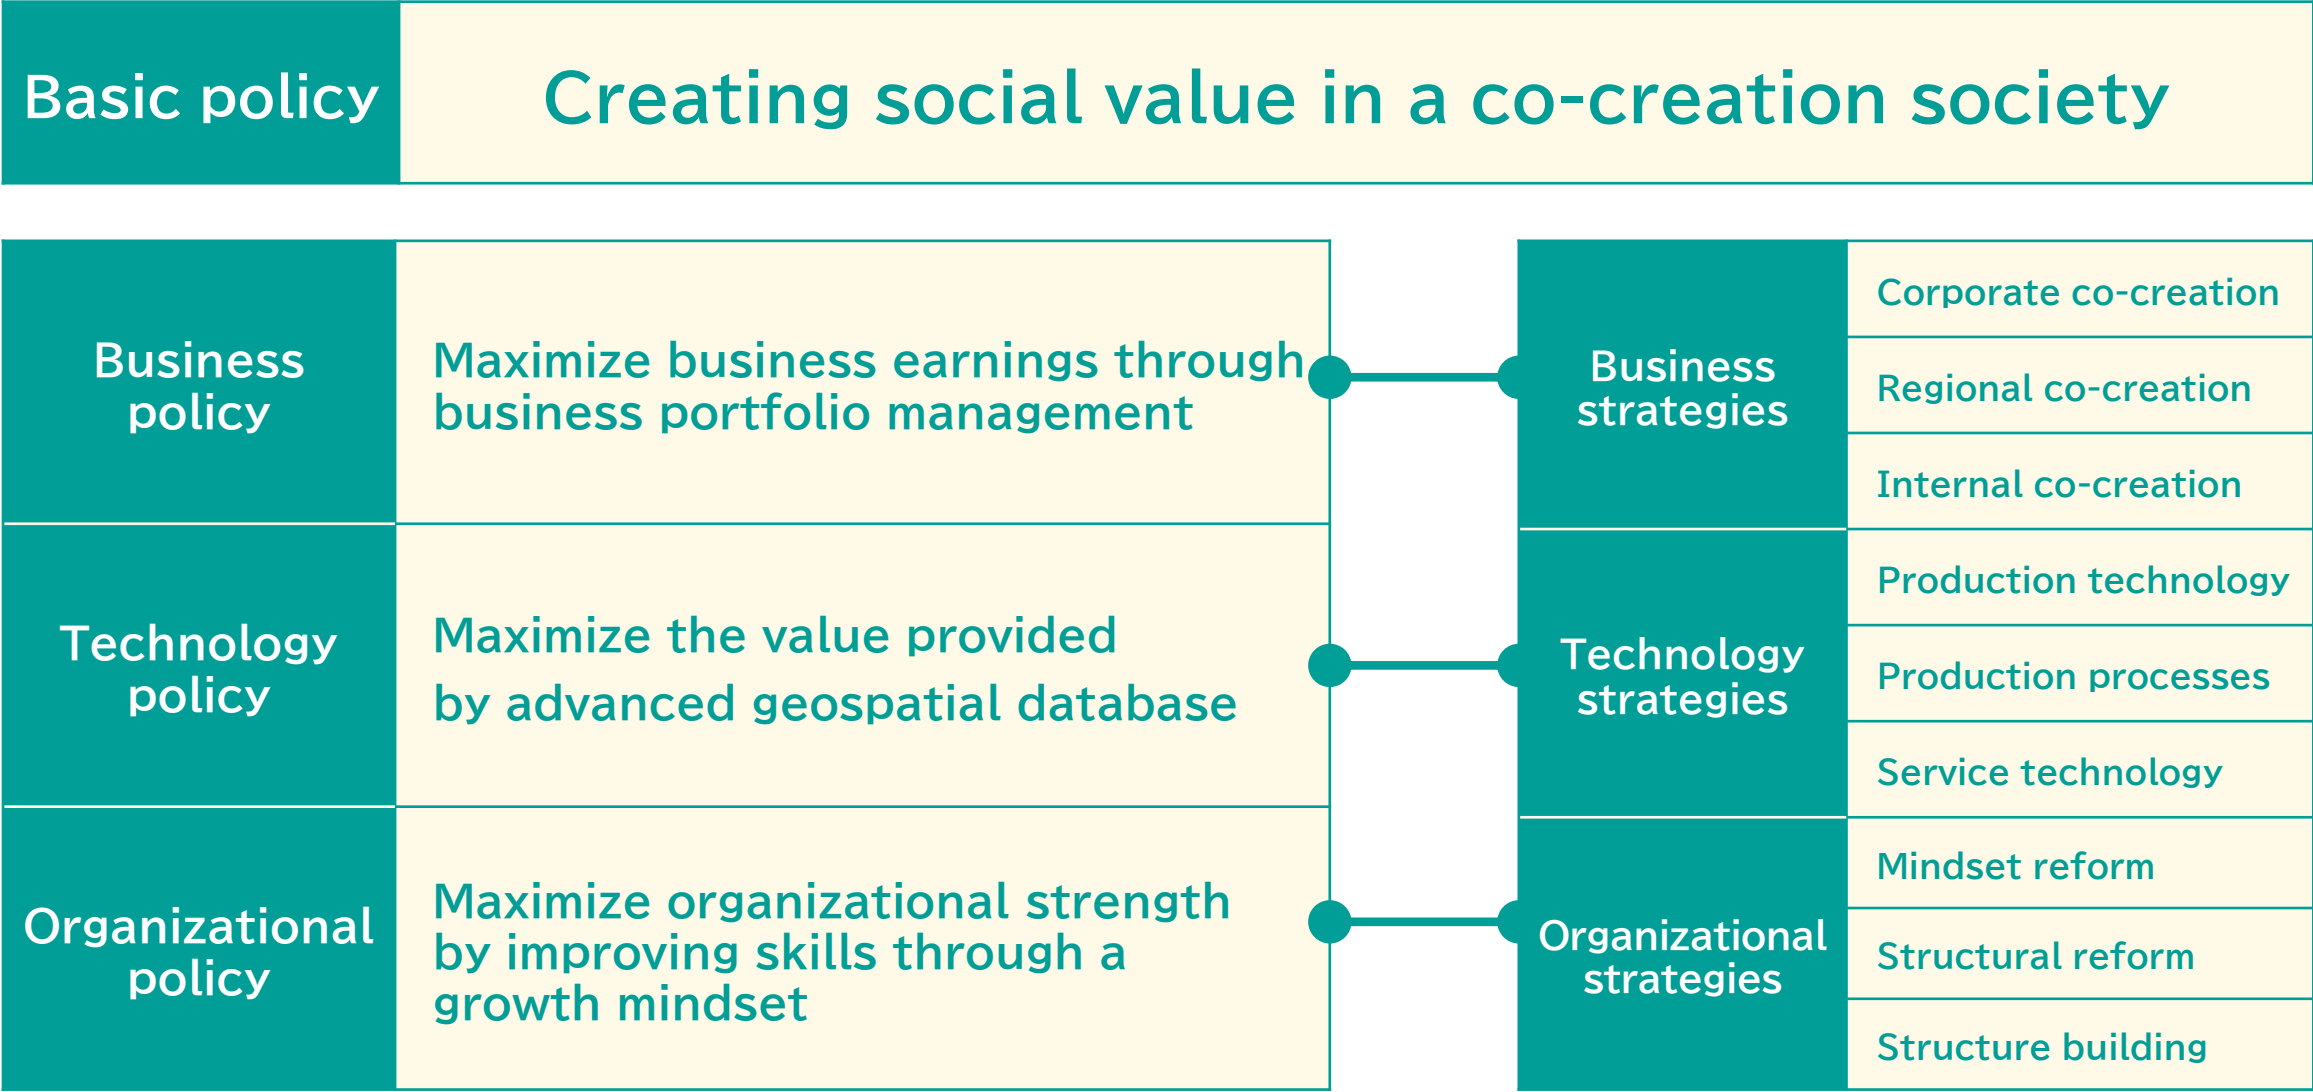 Basic policy
Creating social value in a co-creation society
Business
policy
Maximize business earnings through
business portfolio management
Business
strategies
Corporate co-creation
Regional co-creation
Internal co-creation
Technology
policy
Maximize the value provided
by advanced geospatial database
Technology
strategies
Production technology
Production processes
Service technology
Organizational
policy
Maximize organizational strength
by improving skills through a
growth mindset
Organizational
strategies
Mindset reform
Structural reform
Structure building